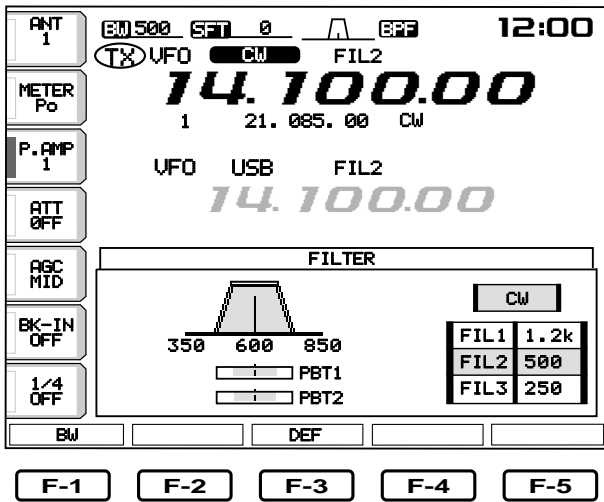 ANT
1
BW 500 SFT 0 BPF 12:00
TX VFO CW FIL2
14.100.00
1 21.085.00 CW
METER
Po
P.AMP
1
VFO USB FIL2
14.100.00
ATT
OFF
AGC
MID
BK-IN
OFF
1/4
OFF
FILTER
350 600 850
PBT1
PBT2
CW
FIL1 1.2k
FIL2 500
FIL3 250
BW DEF
F-1 F-2 F-3 F-4 F-5